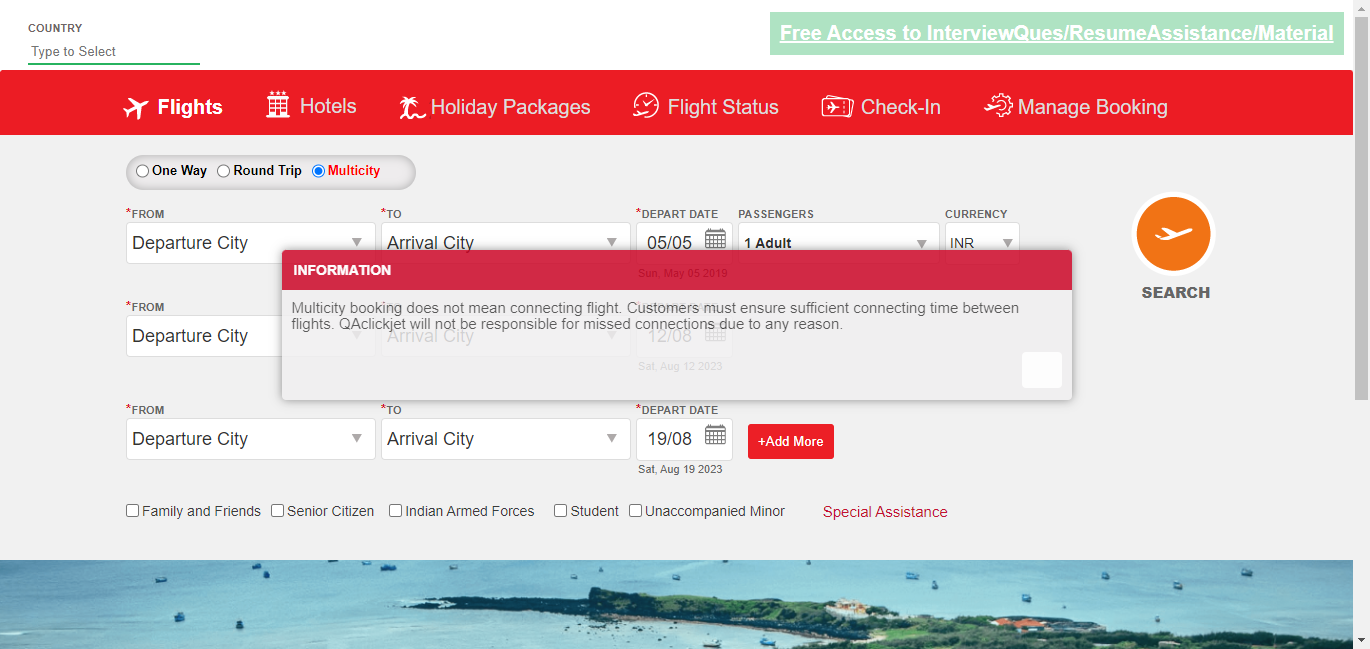 COUNTRY
Type to Select
Free Access to InterviewQues/ResumeAssistance/Material
Flights Hotels Holiday Packages Flight Status Check-In Manage Booking
One Way Round Trip Multicity
*FROM *TO *DEPART DATE PASSENGERS CURRENCY
Departure City Arrival City 05/05 1 Adult INR
Sun, May 05 2019
SEARCH
INFORMATION
Multicity booking does not mean connecting flight. Customers must ensure sufficient connecting time between
flights. QAclickjet will not be responsible for missed connections due to any reason.
*FROM
Departure City Arrival City 12/08
Sat, Aug 12 2023
*FROM *TO *DEPART DATE
Departure City Arrival City 19/08 +Add More
Sat, Aug 19 2023
Family and Friends Senior Citizen Indian Armed Forces Student Unaccompanied Minor Special Assistance